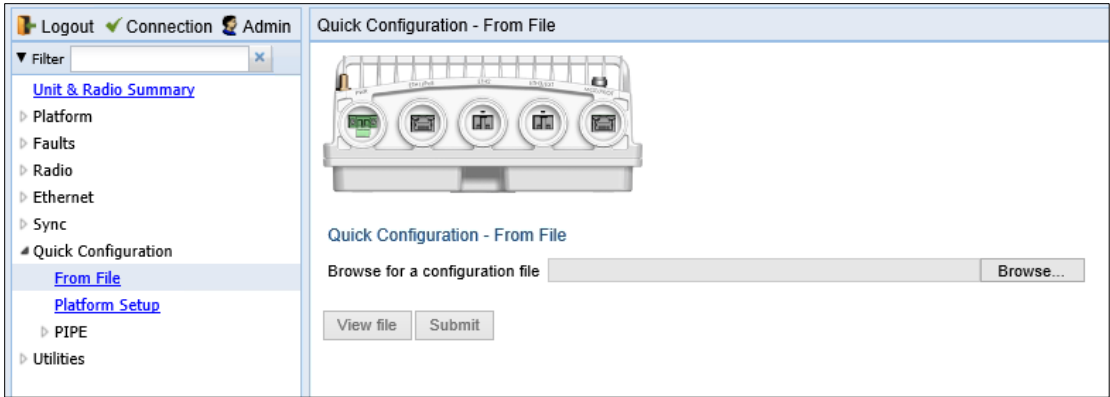 Logout Connection Admin
Quick Configuration - From File
Filter
Unit & Radio Summary
Platform
Faults
Radio
Ethernet
Sync
Quick Configuration
From File
Platform Setup
PIPE
Utilities
PWR
Quick Configuration - From File
Browse for a configuration file Browse...
View file Submit